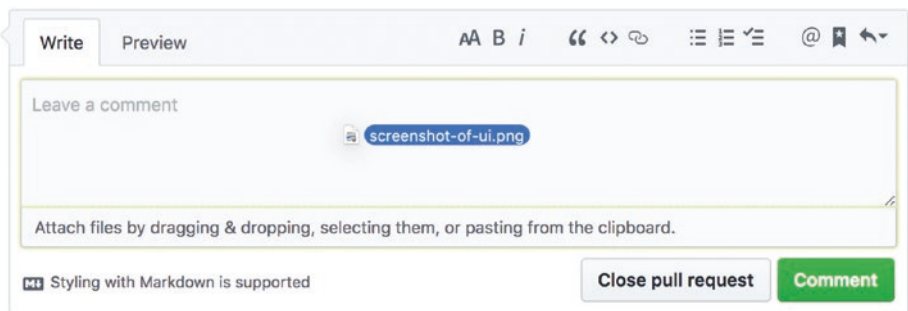 Write Preview AA B i @
Leave a comment
screenshot-of-ui.png
Attach files by dragging & dropping, selecting them, or pasting from the clipboard.
Styling with Markdown is supported Close pull request Comment